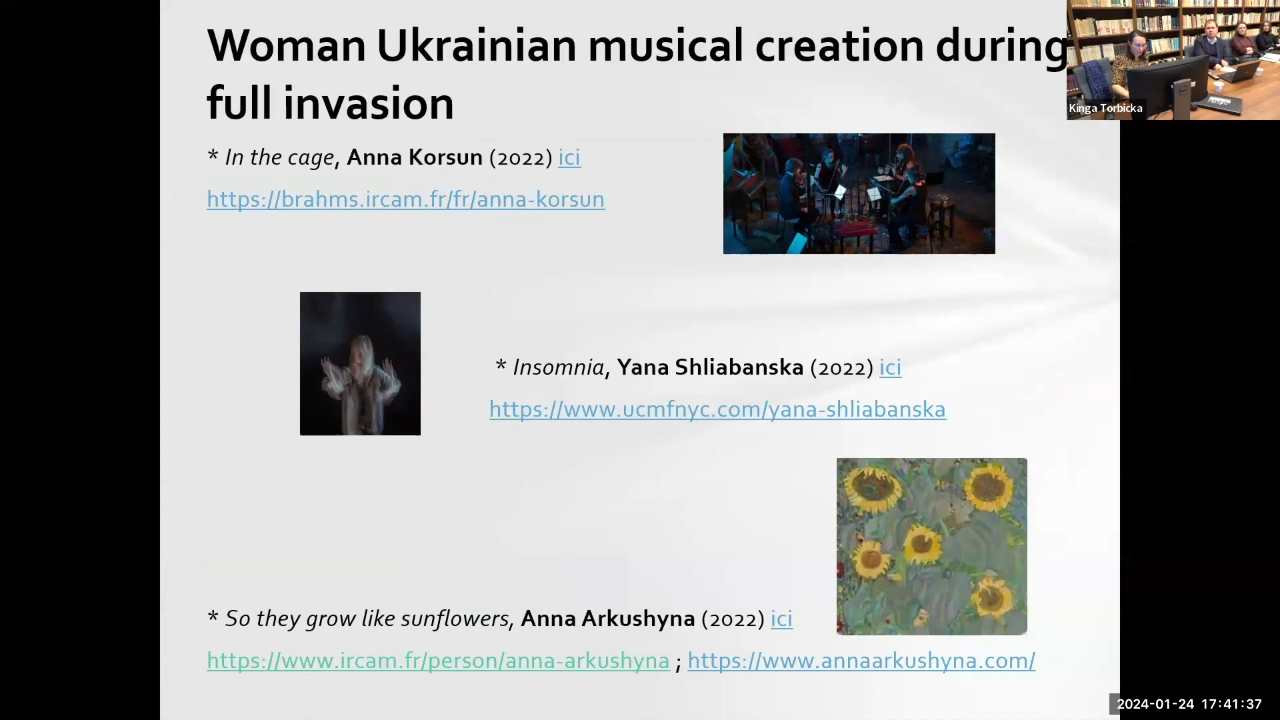 Woman Ukrainian musical creation during
full invasion
Kinga Torbicka
* In the cage, Anna Korsun (2022) ici
https://brahms.ircam.fr/fr/anna-korsun
* Insomnia, Yana Shliabanska (2022) ici
https://www.ucmfnyc.com/yana-shliabanska
* So they grow like sunflowers, Anna Arkushyna (2022) ici
https://www.ircam.fr/person/anna-arkushyna ; https://www.annaarkushyna.com/
2024-01-24 17:41:37